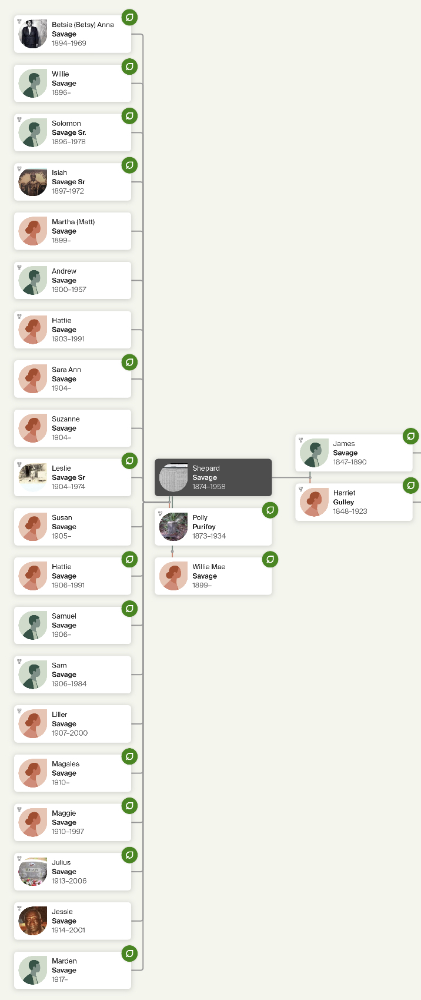 Betsie (Betsy) Anna
Savage
1894–1969
Willie
Savage
1896–
Solomon
Savage Sr.
1896–1978
Isiah
Savage Sr
1897–1972
Martha (Matt)
Savage
1899–
Andrew
Savage
1900–1957
Hattie
Savage
1903–1991
Sara Ann
Savage
1904–
Suzanne
Savage
1904–
Leslie
Savage Sr
1904–1974
Susan
Savage
1905–
Hattie
Savage
1906–1991
Samuel
Savage
1906–
Sam
Savage
1906–1984
Liller
Savage
1907–2000
Magales
Savage
1910–
Maggie
Savage
1910–1997
Julius
Savage
1913–2006
Jessie
Savage
1914–2001
Marden
Savage
1917–
Shepard
Savage
1874–1958
Polly
Purifoy
1873–1934
Willie Mae
Savage
1899–
James
Savage
1847–1890
Harriet
Gulley
1848–1923